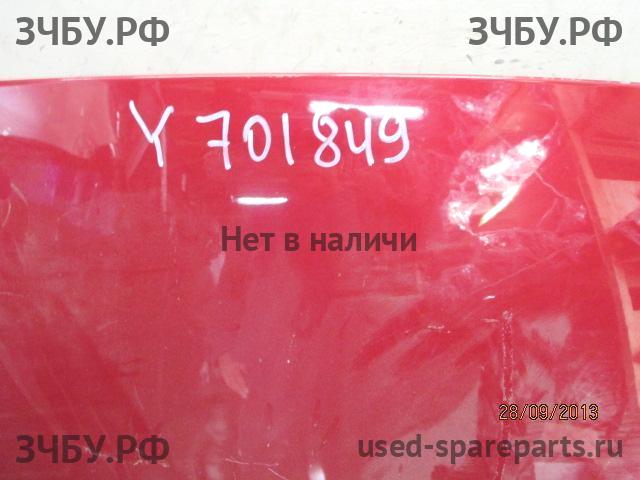 ЗЧБУ.РФ ЗЧБУ.РФ
Y 701849
Нет в наличи
28/09/2013
ЗЧБУ.РФ used-spareparts.ru